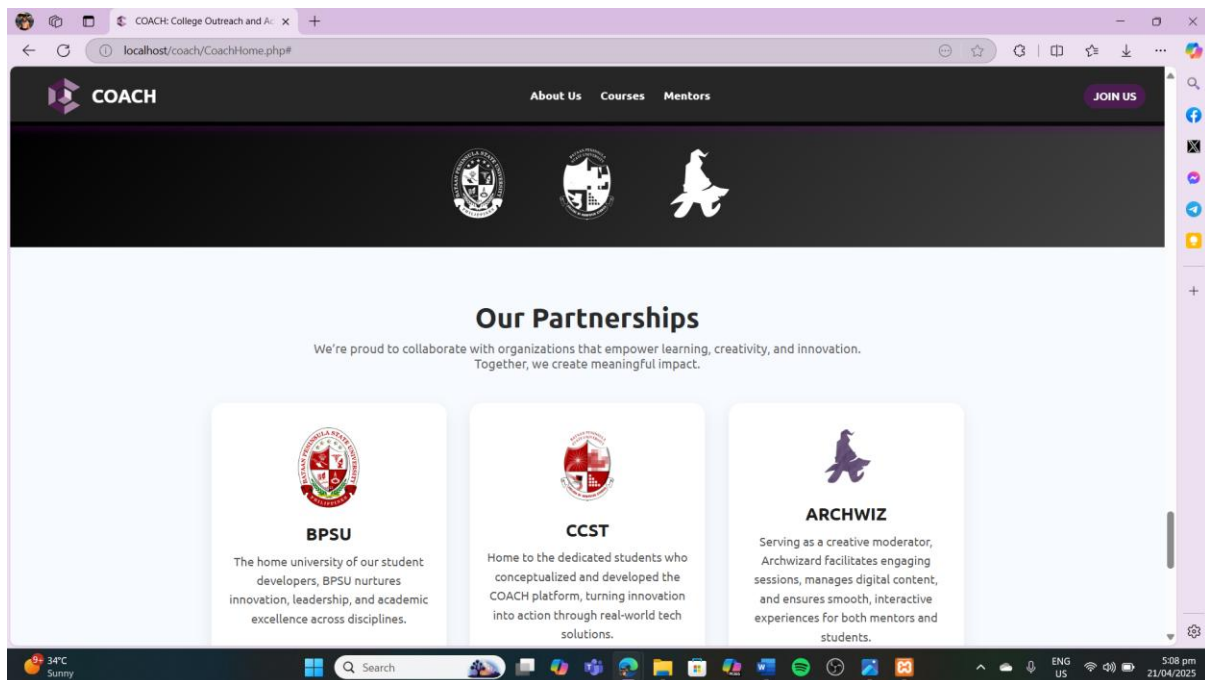 COACH: College Outreach and Ac
localhost/coach/CoachHome.php#
COACH
About Us Courses Mentors
JOIN US
Our Partnerships
We're proud to collaborate with organizations that empower learning, creativity, and innovation.
Together, we create meaningful impact.
BPSU
The home university of our student
developers, BPSU nurtures
innovation, leadership, and academic
excellence across disciplines.
CCST
Home to the dedicated students who
conceptualized and developed the
COACH platform, turning innovation
into action through real-world tech
solutions.
ARCHWIZ
Serving as a creative moderator,
Archwizard facilitates engaging
sessions, manages digital content,
and ensures smooth, interactive
experiences for both mentors and
students.
9+
34°C
Sunny
Search
ENG
US
5:08 pm
21/04/2025